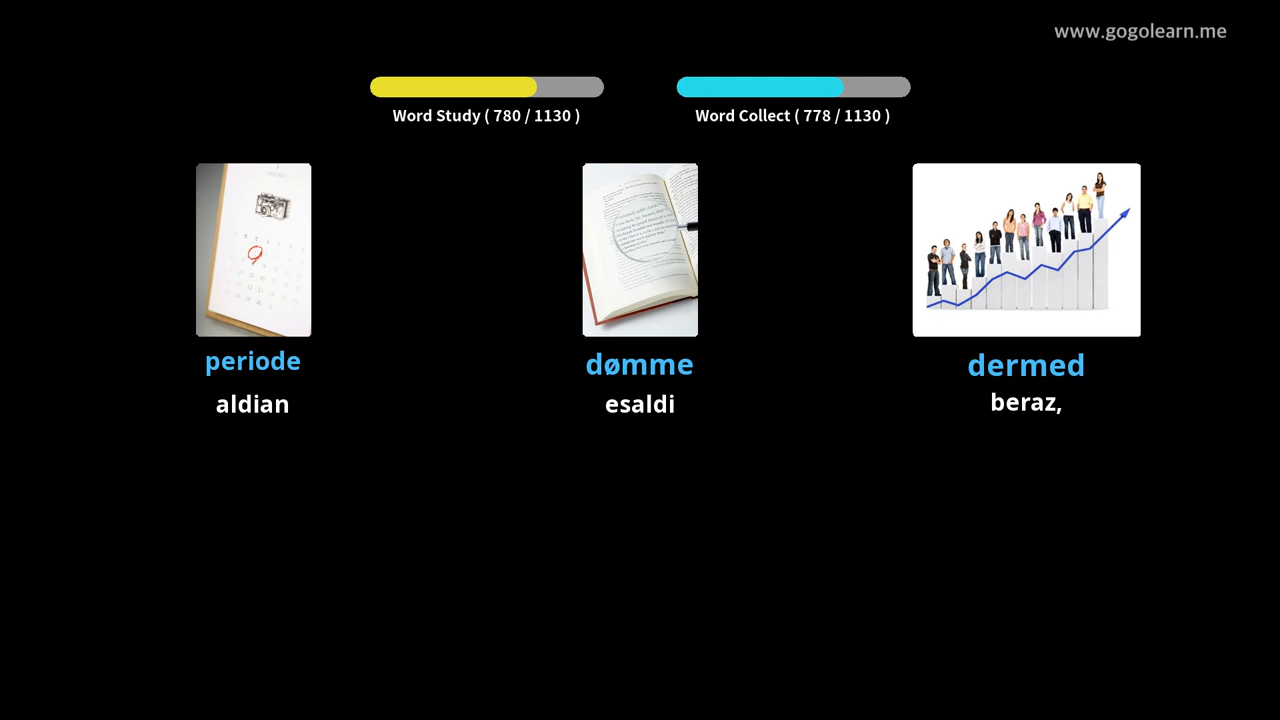 www.gogolearn.me
Word Study ( 780 / 1130 )
Word Collect ( 778 / 1130 )
periode
dømme
dermed
aldian
esaldi
beraz,